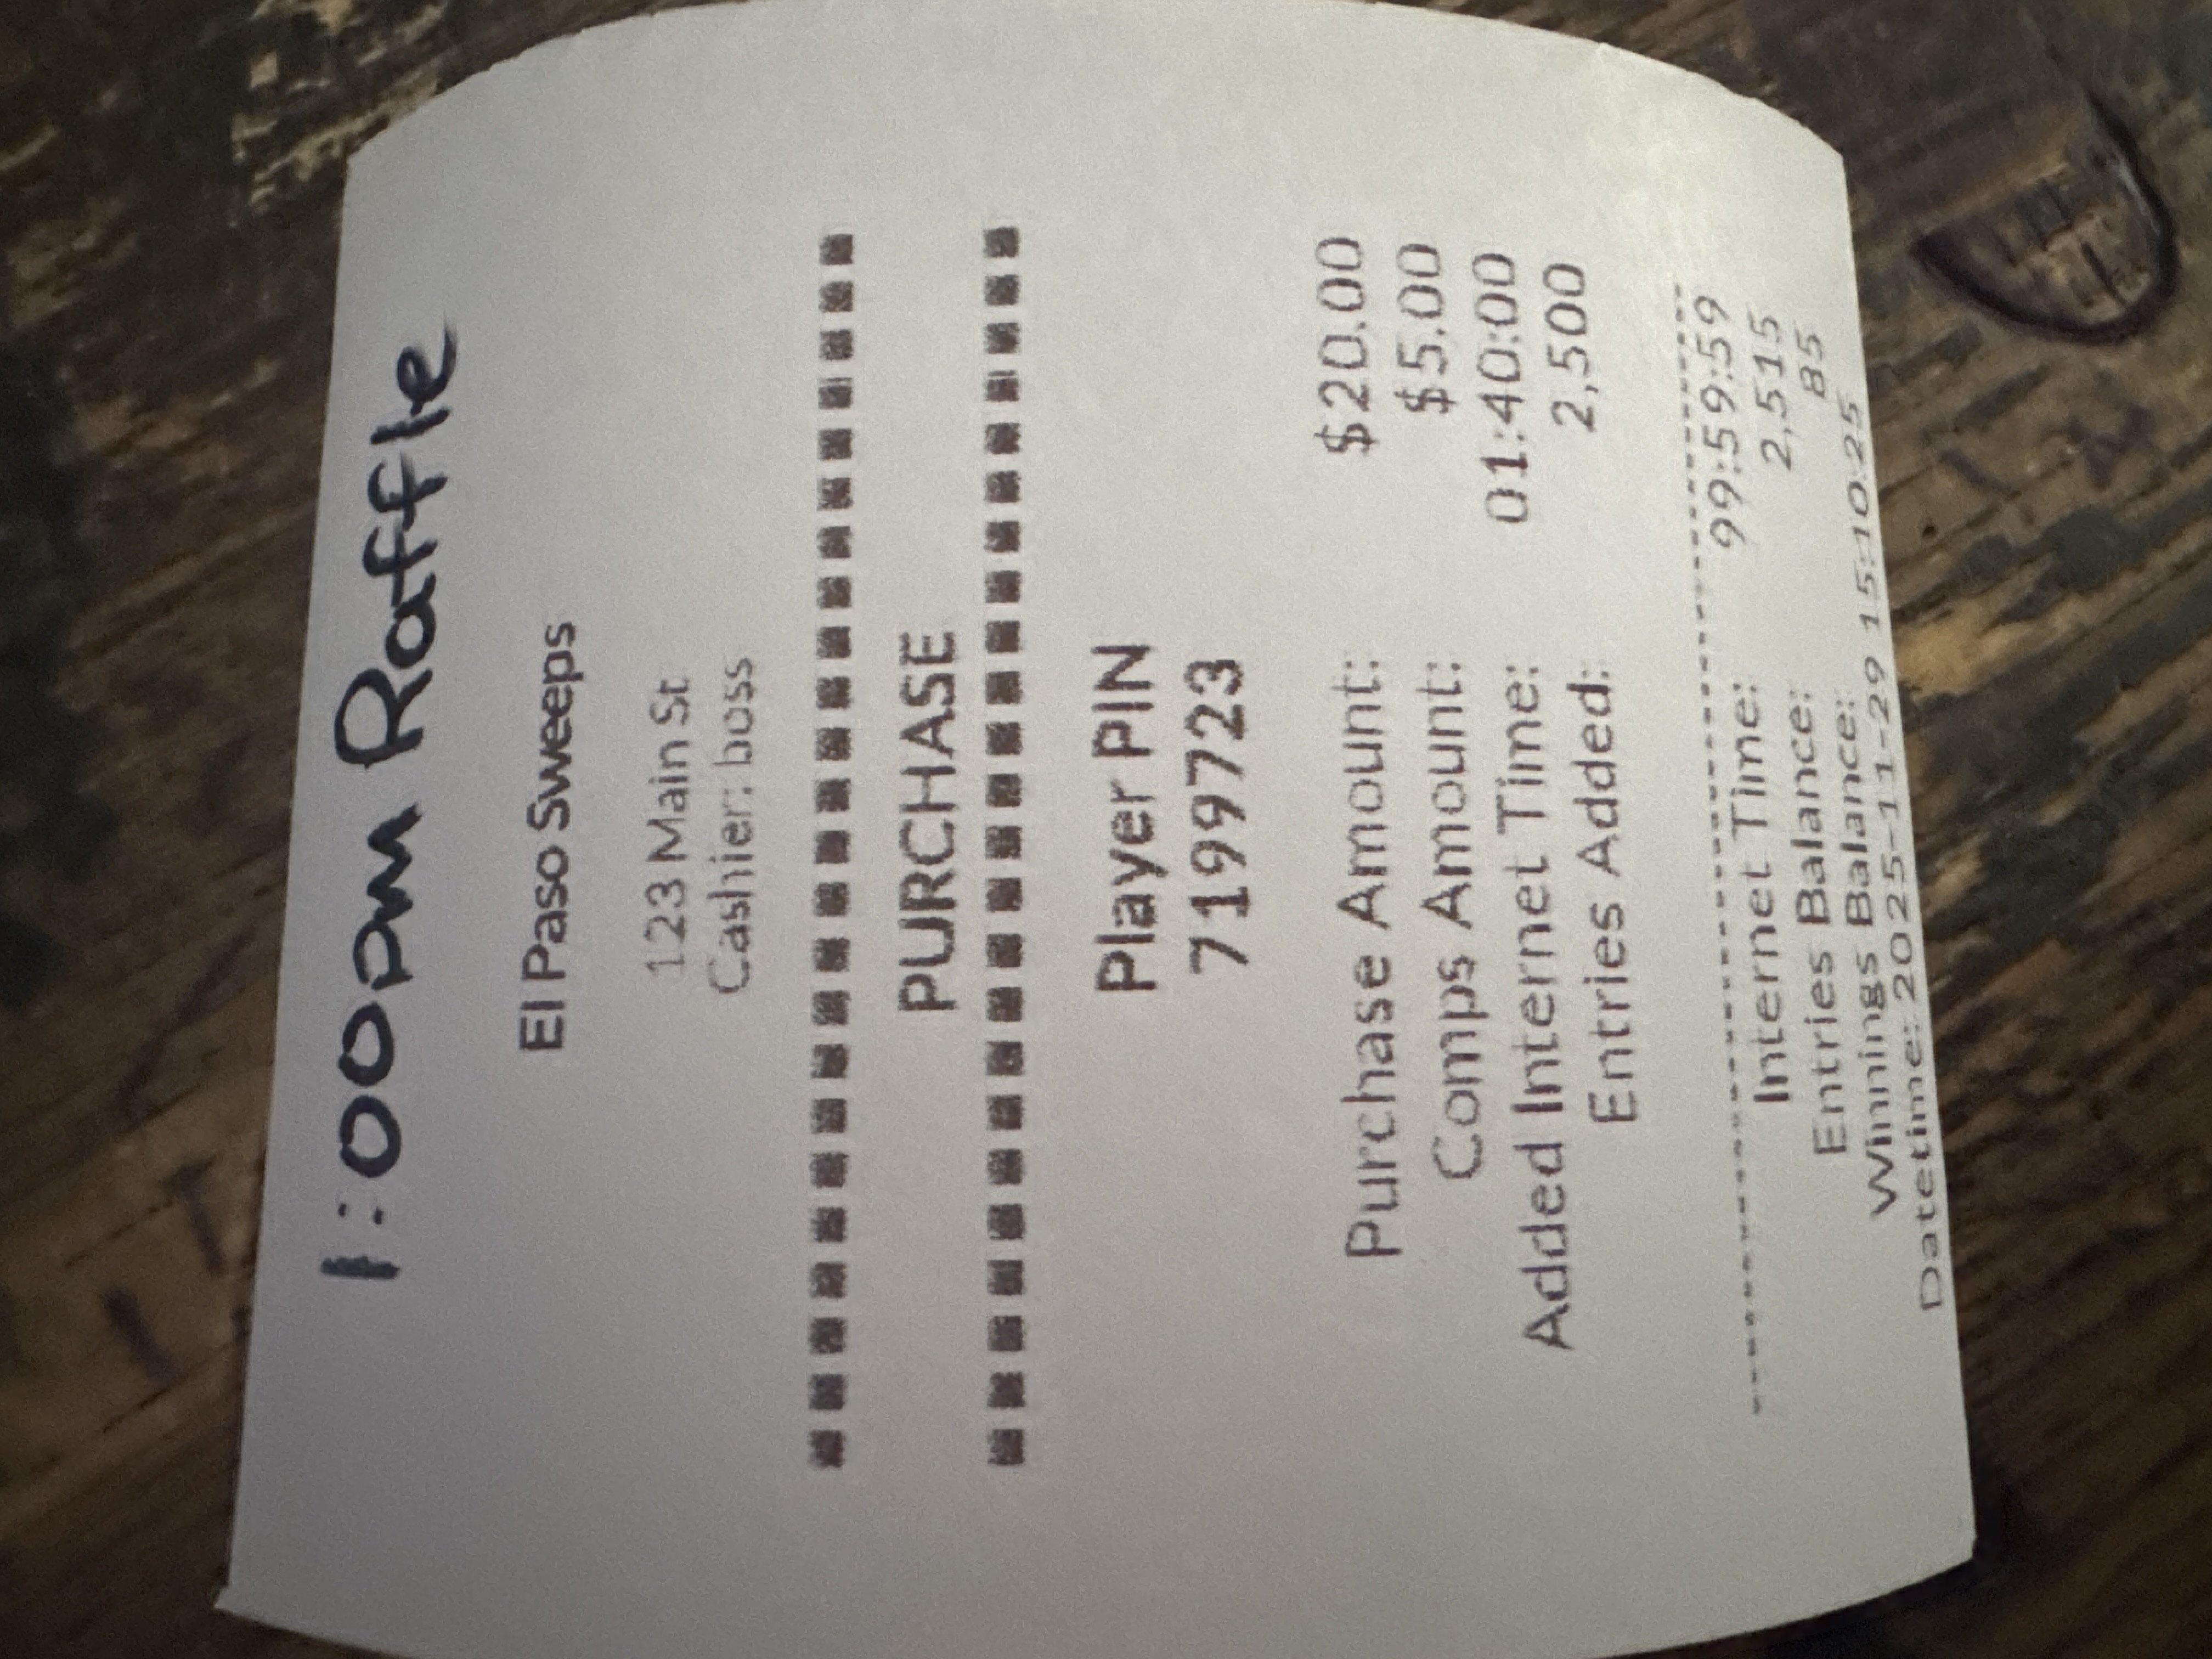 1:00pm Raffle
El Paso Sweeps
123 Main St
Cashier: boss
PURCHASE
Player PIN
7199723
Purchase Amount: $20.00
Comps Amount: $5.00
Added Internet Time: 01:40:00
Entries Added: 2,500
Internet Time: 99:59:59
Entries Balance: 2,515
Winnings Balance: 85
Datetime: 2025-11-29 15:10:25